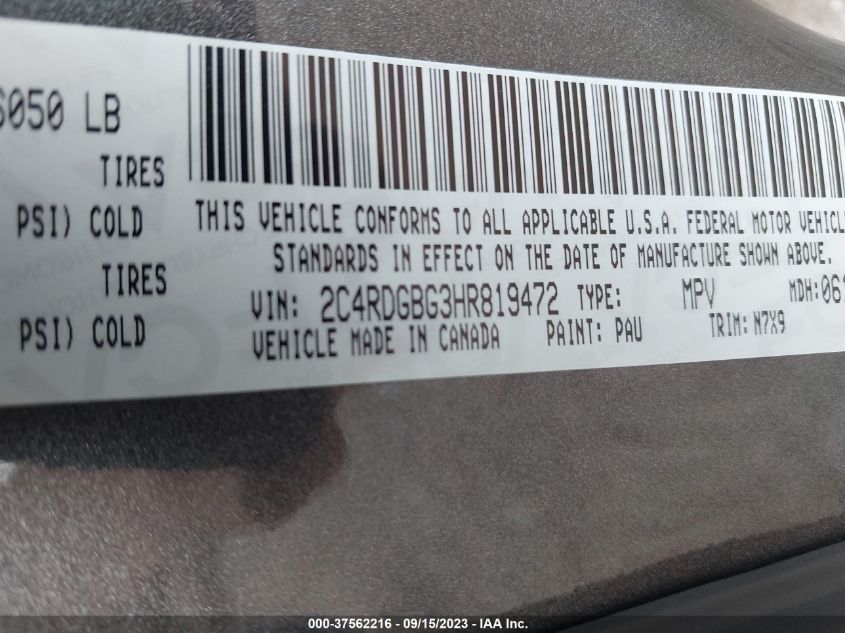 6050 LB
TIRES
PSI) COLD
TIRES
PSI) COLD
THIS VEHICLE CONFORMS TO ALL APPLICABLE U.S.A. FEDERAL MOTOR VEHICLE
STANDARDS IN EFFECT ON THE DATE OF MANUFACTURE SHOWN ABOVE.
VIN: 2C4RDGBG3HR819472 TYPE: MPV MDH:061
VEHICLE MADE IN CANADA PAINT: PAU TRIM: N7X9
000-37562216 - 09/15/2023 - IAA Inc.